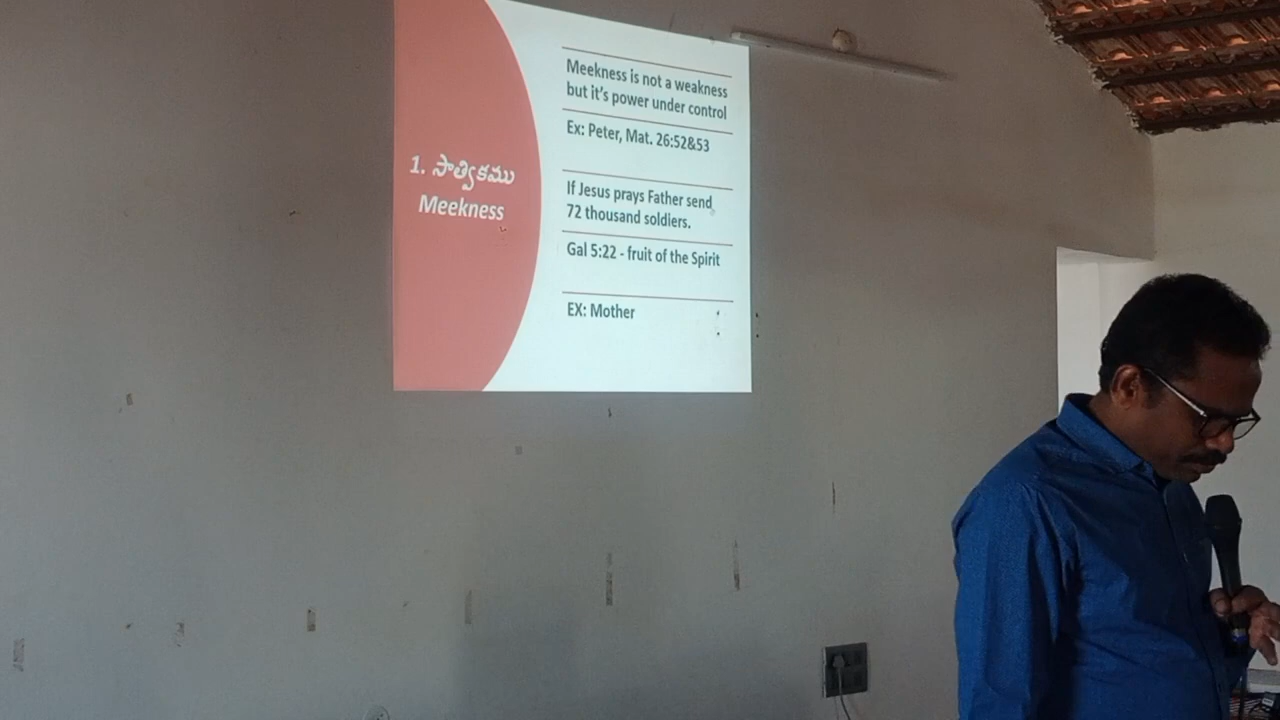 1. సాత్వికము
Meekness
Meekness is not a weakness
but it's power under control
Ex: Peter, Mat. 26:52&53
If Jesus prays Father send
72 thousand soldiers.
Gal 5:22 - fruit of the Spirit
EX: Mother